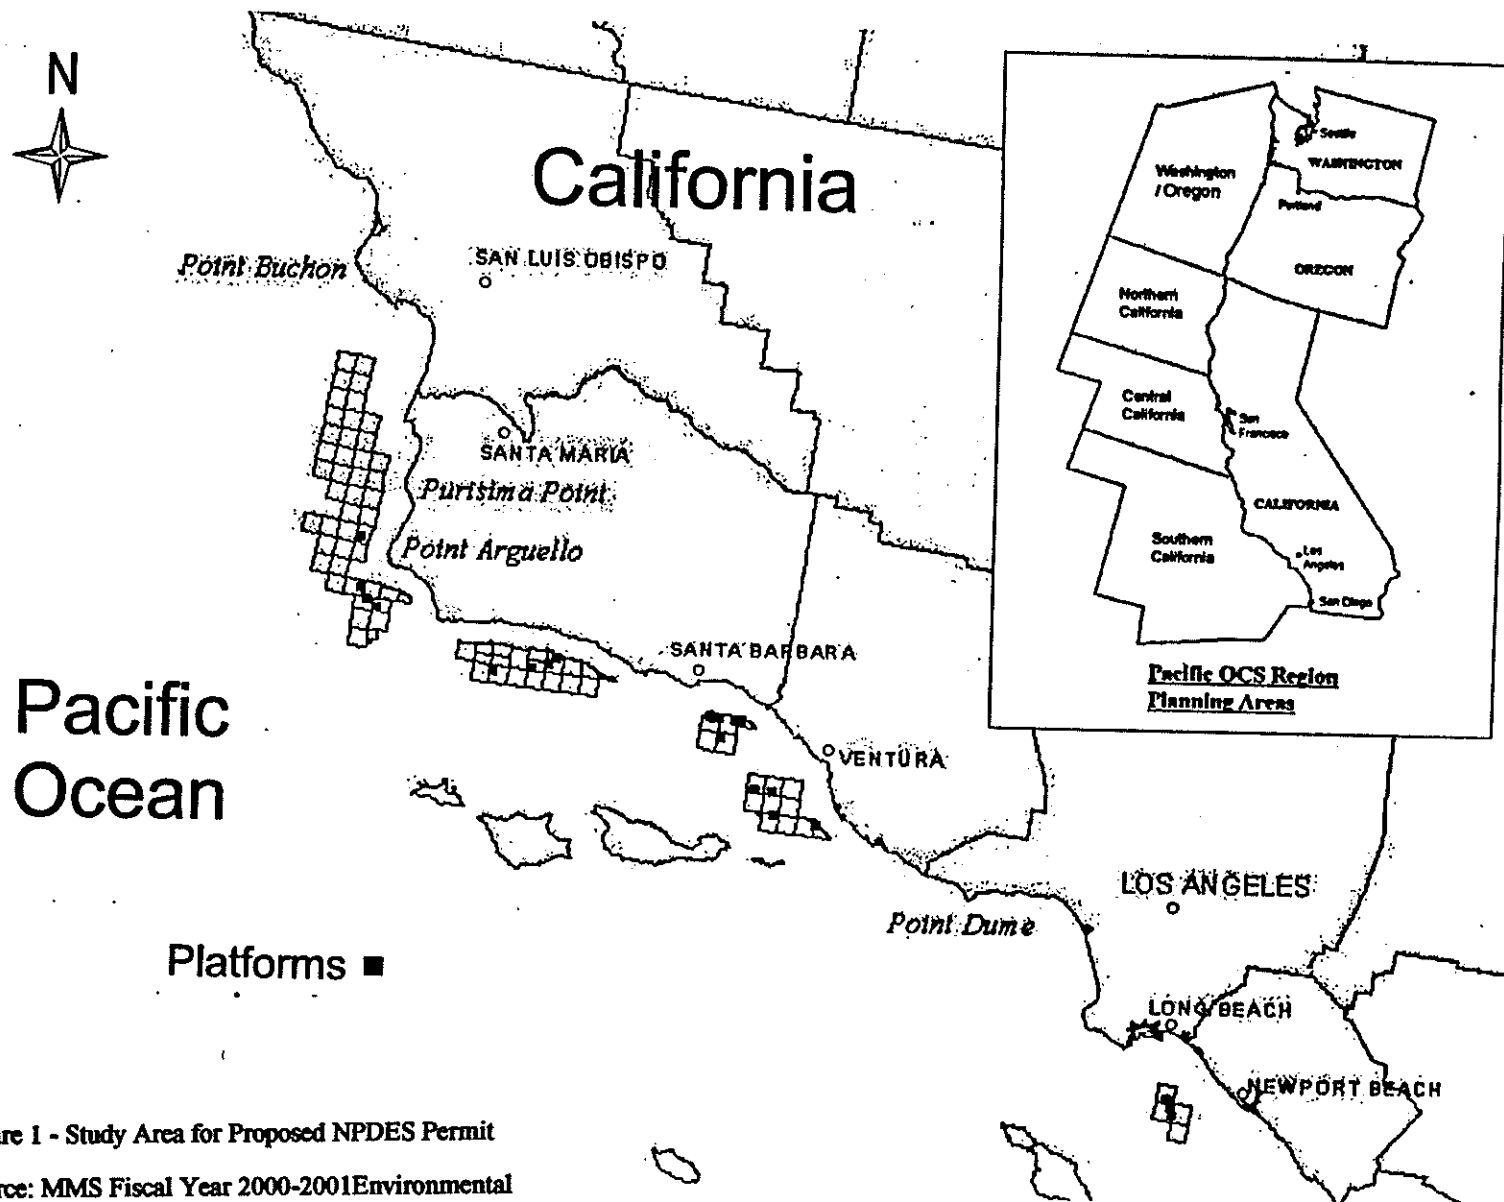 N
California
Point Buchon
SAN LUIS OBISPO
SANTA MARIA
Purisima Point
Point Arguello
SANTA BARBARA
Pacific
Ocean
VENTURA
LOS ANGELES
Point Dume
Platforms
LONG BEACH
NEWPORT BEACH
re 1 - Study Area for Proposed NPDES Permit
rce: MMS Fiscal Year 2000-2001Environmental
Seattle
WASHINGTON
Washington
/ Oregon
Portland
OREGON
Northern
California
Central
California
San
Francisco
CALIFORNIA
Southern
California
Los
Angeles
San Diego
Pacific OCS Region
Planning Areas